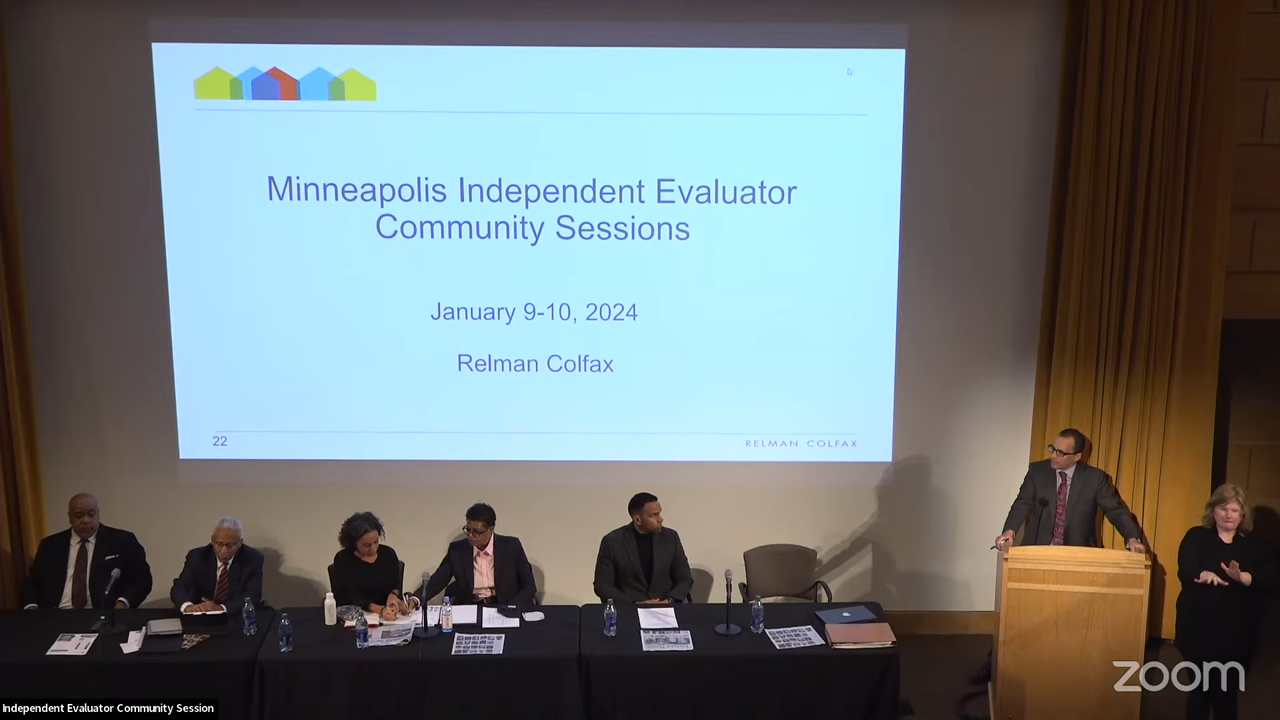 Minneapolis Independent Evaluator
Community Sessions
January 9-10, 2024
Relman Colfax
22
RELMAN COLFAX
zoom
Independent Evaluator Community Session